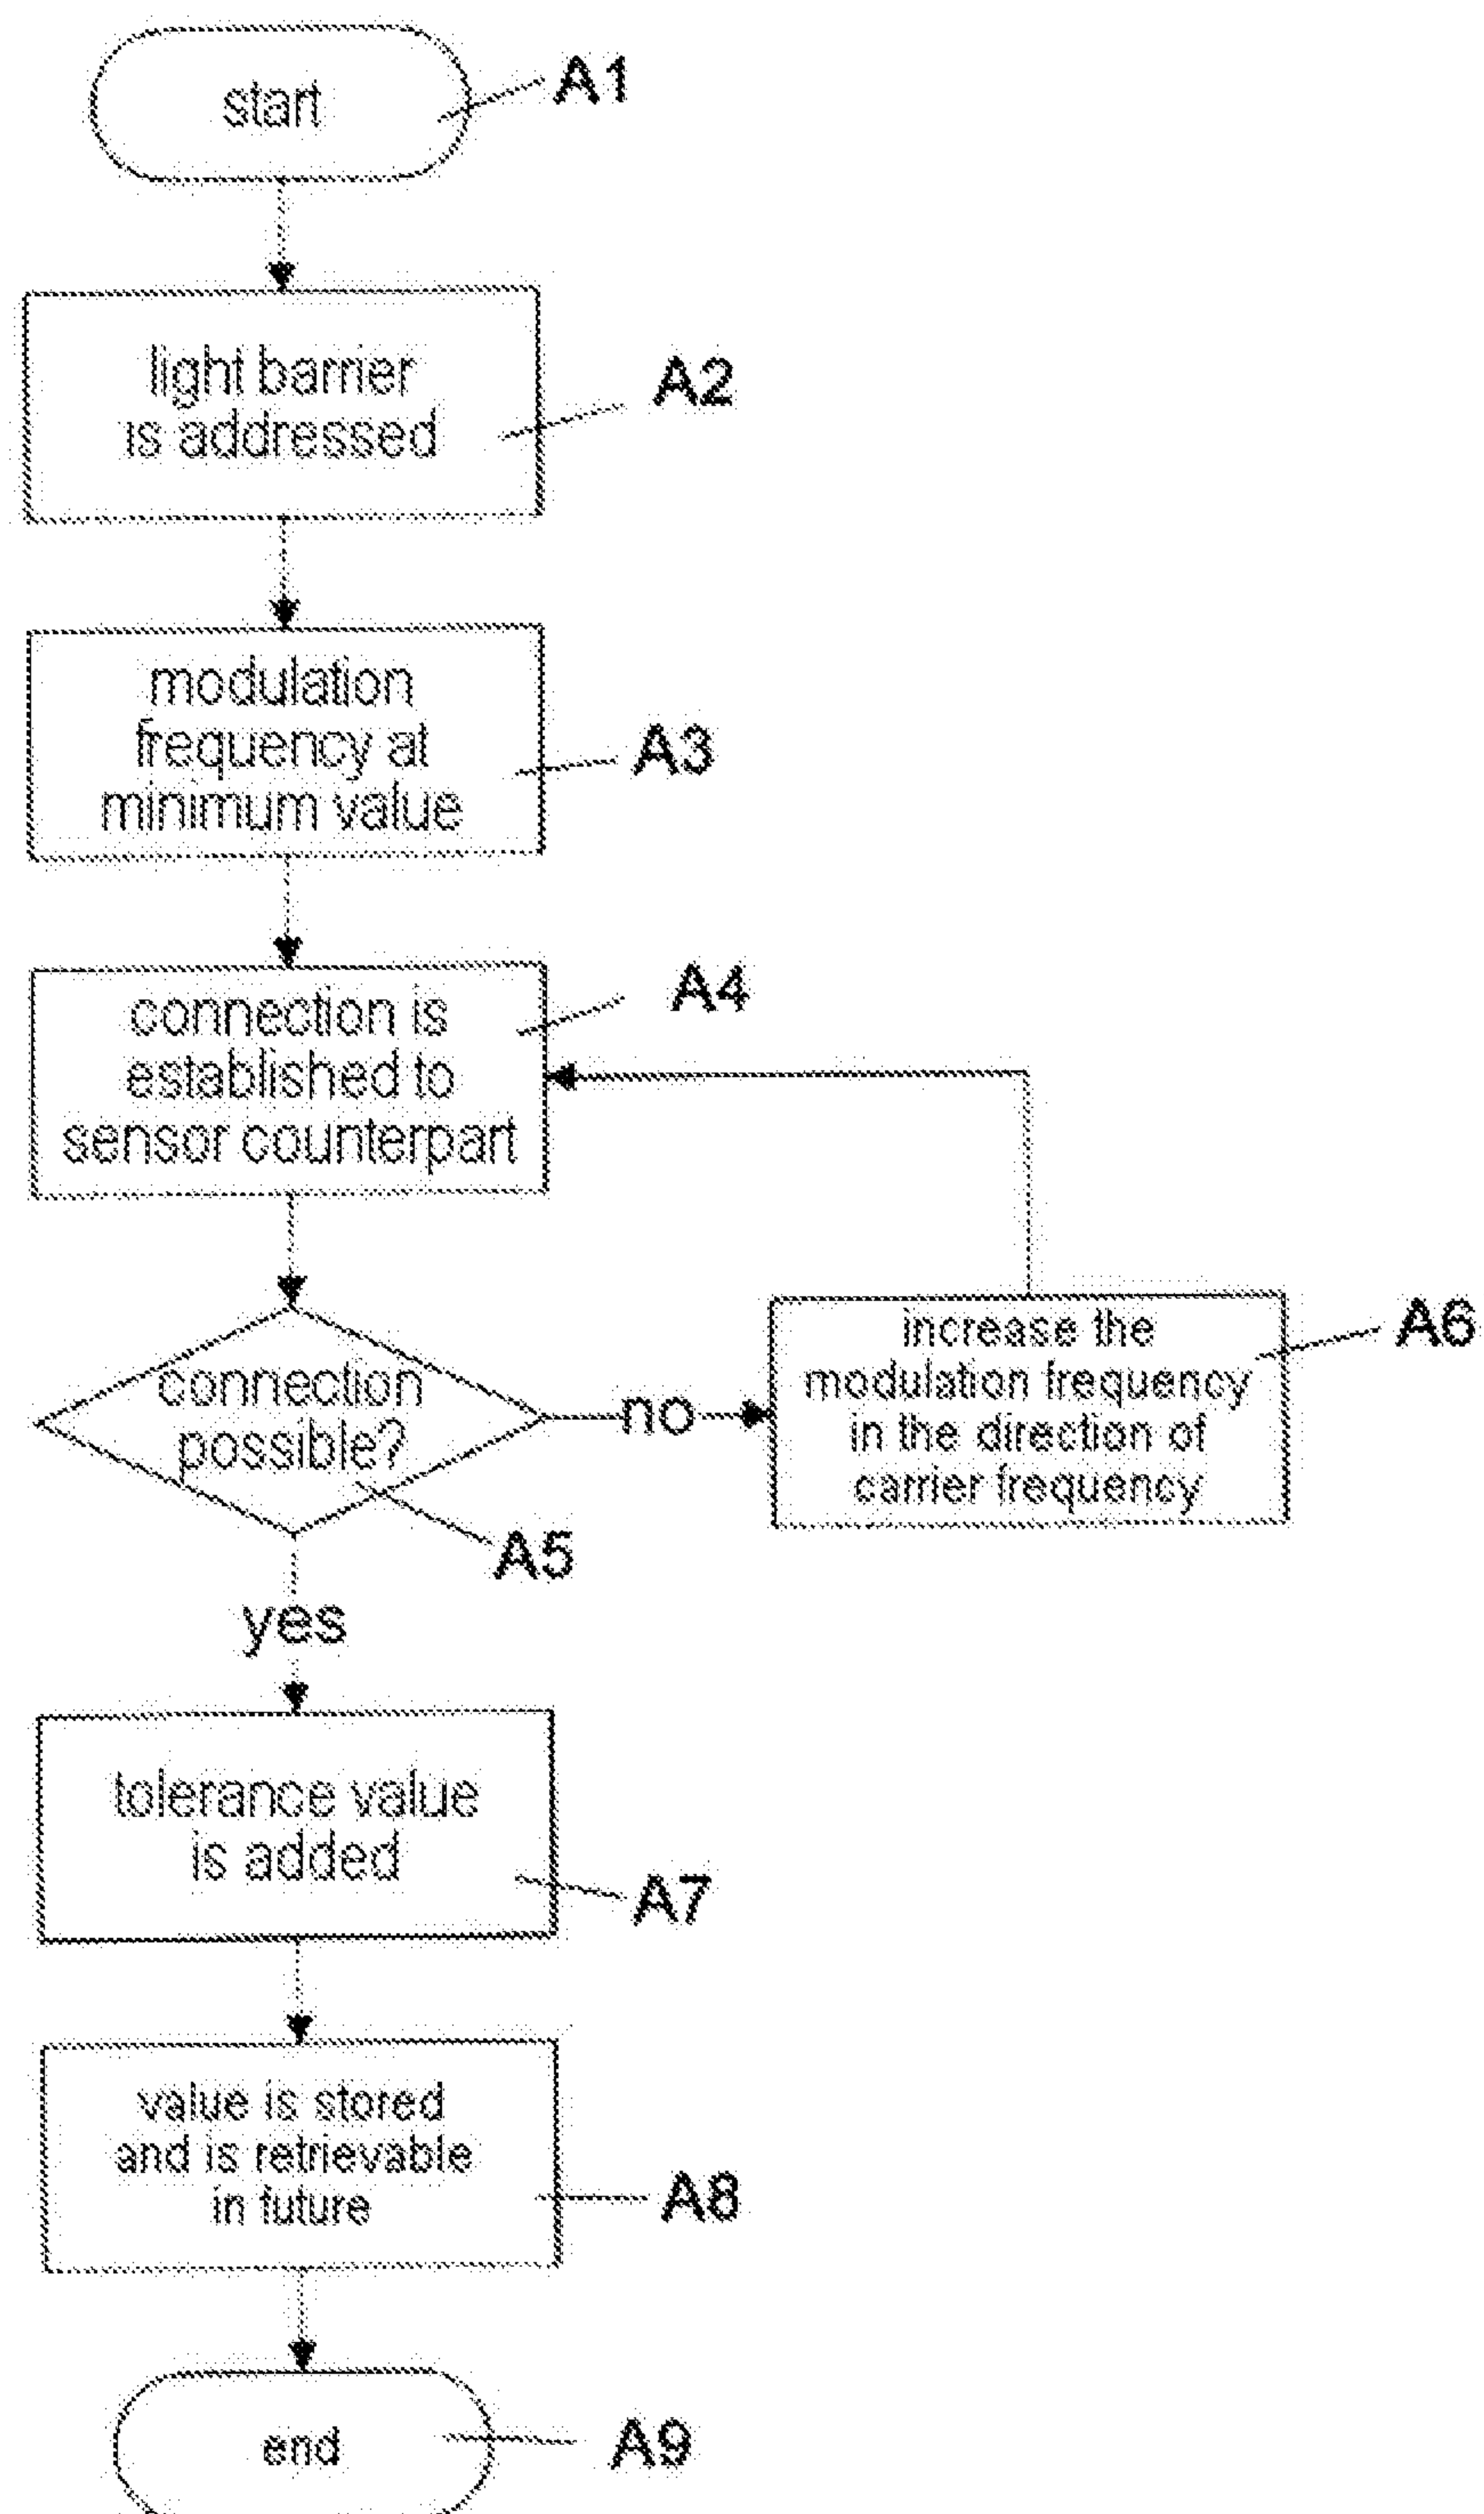 start
A1
light barrier
is addressed
A2
modulation
frequency at
minimum value
A3
connection is
established to
sensor counterpart
A4
connection
possible?
A5
no
increase the
modulation frequency
in the direction of
carrier frequency
A6
yes
tolerance value
is added
A7
value is stored
and is retrievable
in future
A8
end
A9